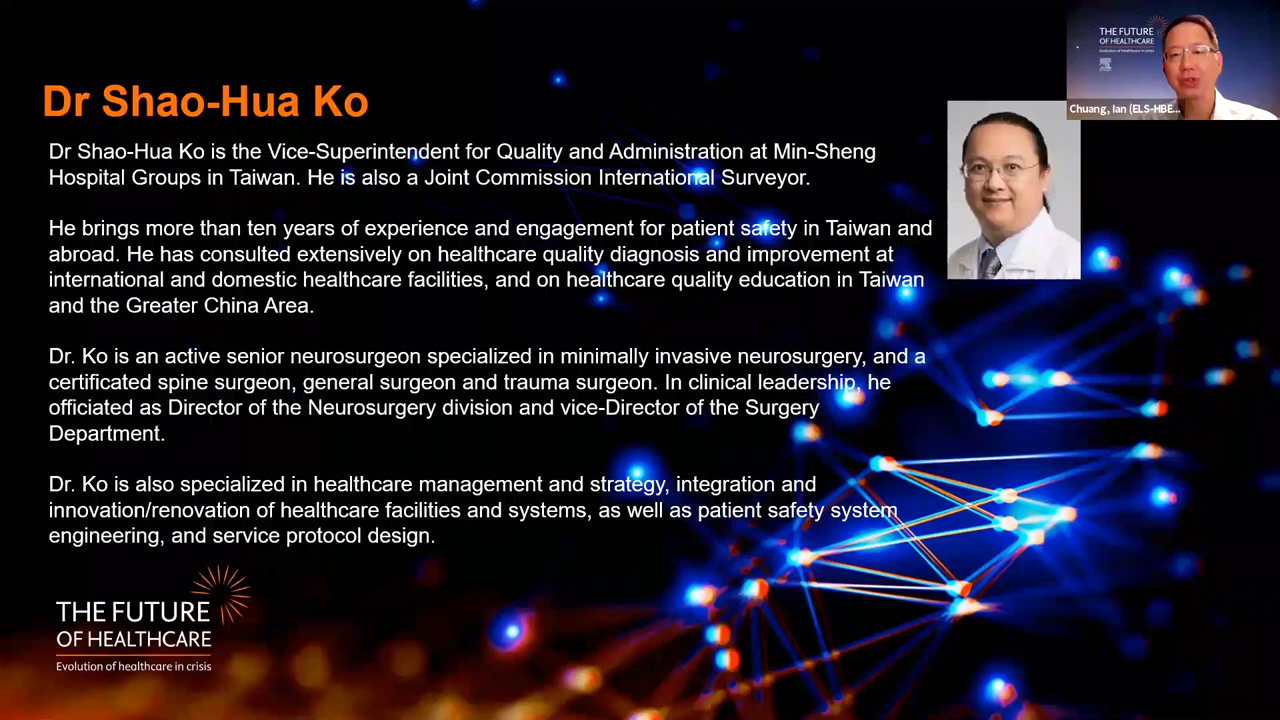 THE FUTURE
OF HEALTHCARE
Evolution of healthcare in crisis
Chuang, Ian (ELS-HBE...
Dr Shao-Hua Ko
Dr Shao-Hua Ko is the Vice-Superintendent for Quality and Administration at Min-Sheng
Hospital Groups in Taiwan. He is also a Joint Commission International Surveyor.
He brings more than ten years of experience and engagement for patient safety in Taiwan and
abroad. He has consulted extensively on healthcare quality diagnosis and improvement at
international and domestic healthcare facilities, and on healthcare quality education in Taiwan
and the Greater China Area.
Dr. Ko is an active senior neurosurgeon specialized in minimally invasive neurosurgery, and a
certificated spine surgeon, general surgeon and trauma surgeon. In clinical leadership, he
officiated as Director of the Neurosurgery division and vice-Director of the Surgery
Department.
Dr. Ko is also specialized in healthcare management and strategy, integration and
innovation/renovation of healthcare facilities and systems, as well as patient safety system
engineering, and service protocol design.
THE FUTURE
OF HEALTHCARE
Evolution of healthcare in crisis